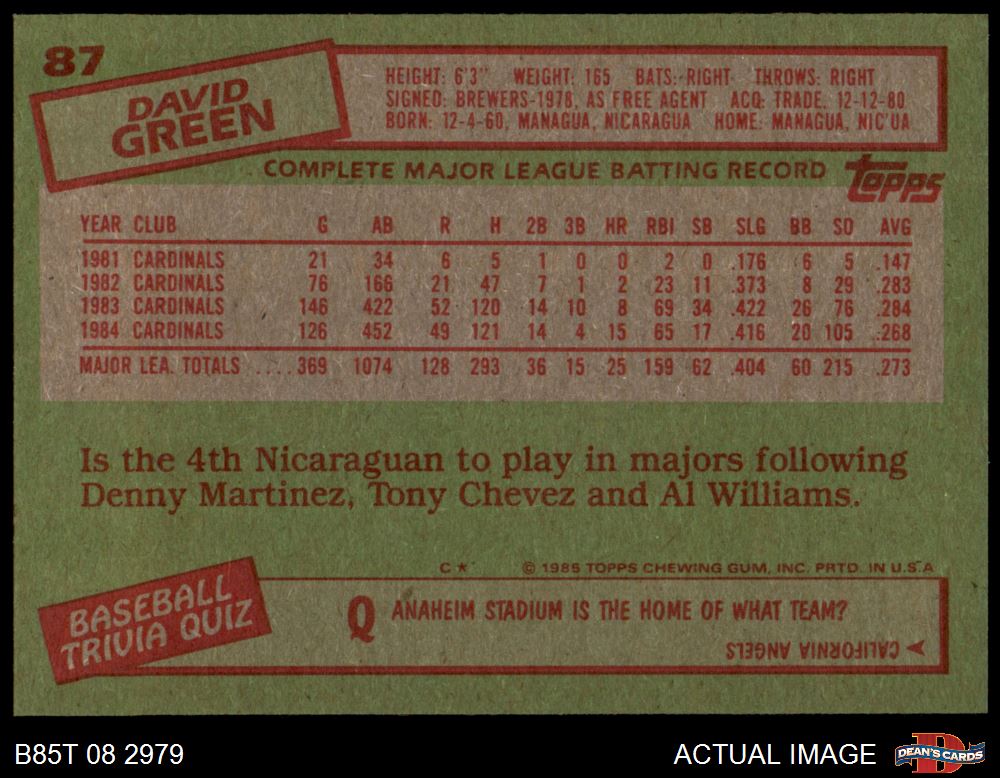 87
DAVID
GREEN
HEIGHT: 6'3" WEIGHT: 165 BATS: RIGHT THROWS: RIGHT
SIGNED: BREWERS-1978, AS FREE AGENT ACQ: TRADE, 12-12-80
BORN: 12-4-60, MANAGUA, NICARAGUA HOME: MANAGUA, NIC'UA
COMPLETE MAJOR LEAGUE BATTING RECORD
Topps
YEAR CLUB G AB R H 2B 3B HR RBI SB SLG BB SO AVG
1981 CARDINALS 21 34 6 5 1 0 0 2 0 .176 6 5 .147
1982 CARDINALS 76 166 21 47 7 1 2 23 11 .373 8 29 .283
1983 CARDINALS 146 422 52 120 14 10 8 69 34 .422 26 76 .284
1984 CARDINALS 126 452 49 121 14 4 15 65 17 .416 20 105 .268
MAJOR LEA. TOTALS ....369 1074 128 293 36 15 25 159 62 .404 60 215 .273
Is the 4th Nicaraguan to play in majors following
Denny Martinez, Tony Chevez and Al Williams.
C* © 1985 TOPPS CHEWING GUM, INC. PRTD. IN U.S.A
BASEBALL
TRIVIA QUIZ
Q ANAHEIM STADIUM IS THE HOME OF WHAT TEAM?
CALIFORNIA ANGELS
B85T 08 2979
ACTUAL IMAGE
D
DEAN'S CARDS